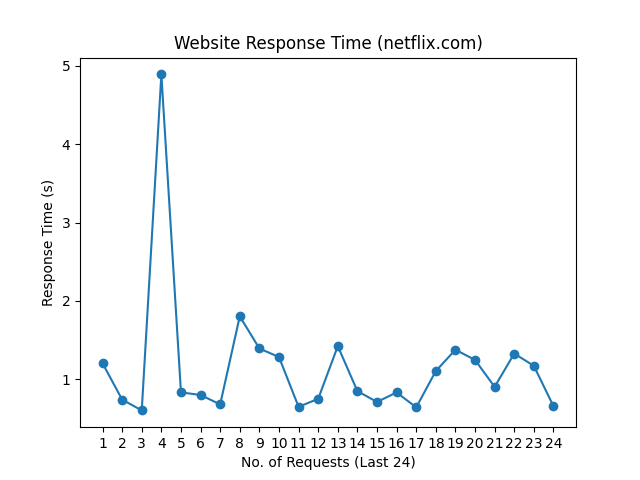 Website Response Time (netflix.com)
Response Time (s)
5
4
3
2
1
1 2 3 4 5 6 7 8 9 10 11 12 13 14 15 16 17 18 19 20 21 22 23 24
No. of Requests (Last 24)